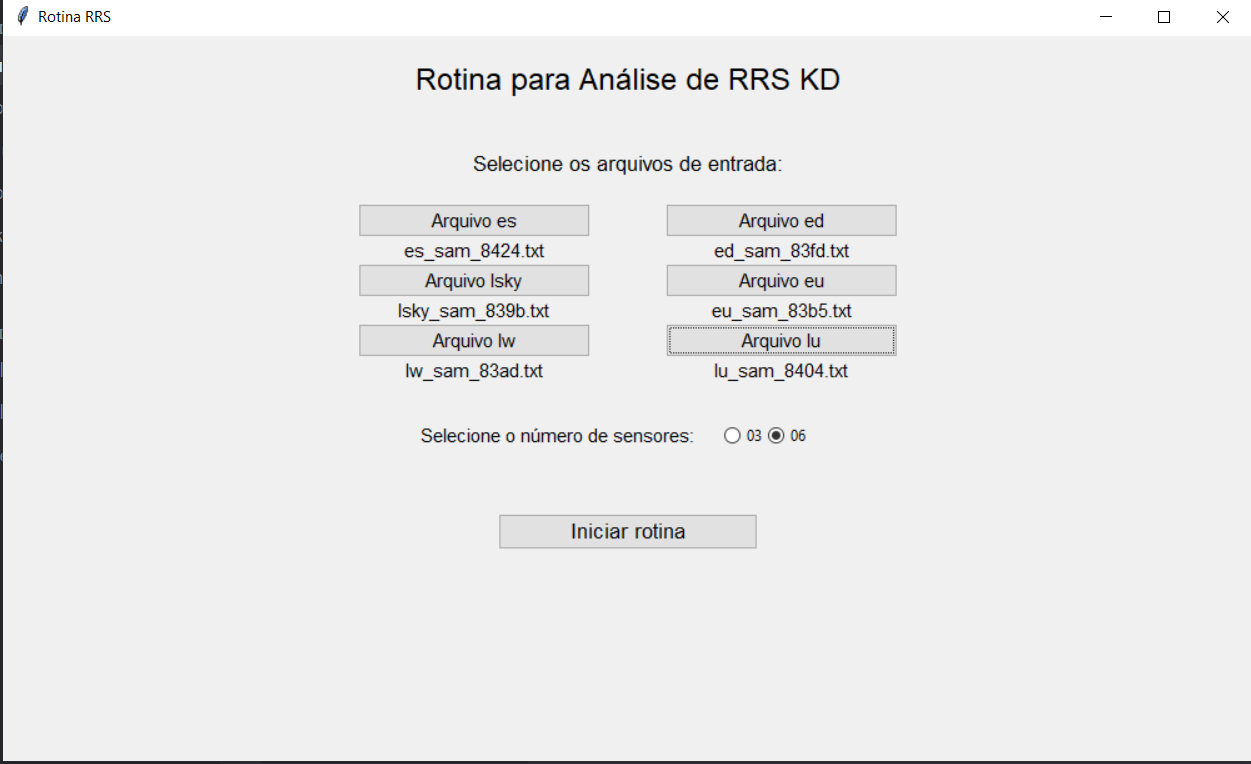 Rotina RRS
Rotina para Análise de RRS KD
Selecione os arquivos de entrada:
Arquivo es Arquivo ed
es_sam_8424.txt ed_sam_83fd.txt
Arquivo lsky Arquivo eu
lsky_sam_839b.txt eu_sam_83b5.txt
Arquivo lw Arquivo lu
lw_sam_83ad.txt lu_sam_8404.txt
Selecione o número de sensores: 03 06
Iniciar rotina